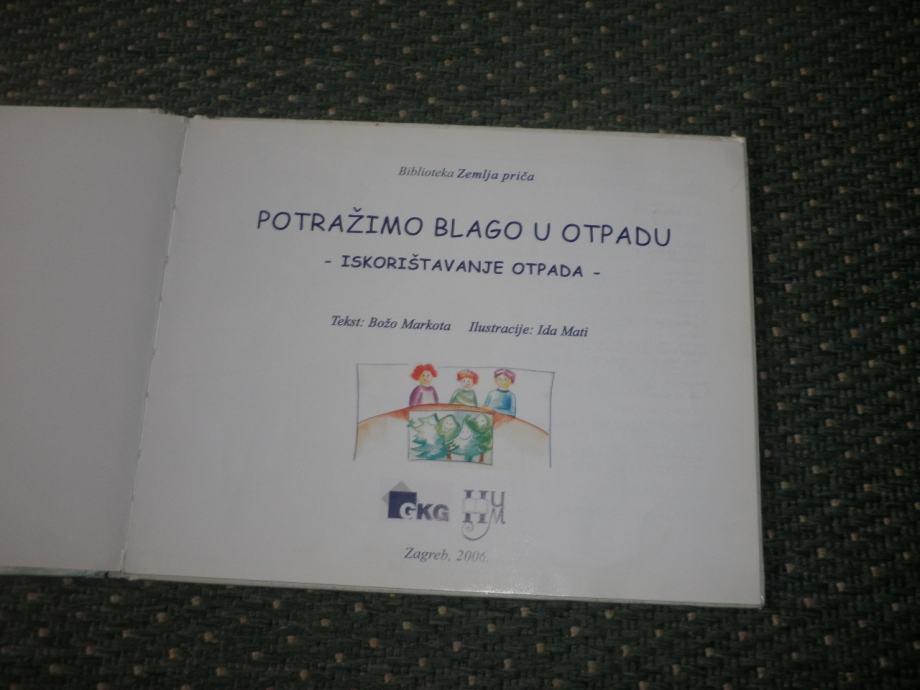 Biblioteka Zemlja priča
POTRAŽIMO BLAGO U OTPADU
- ISKORIŠTAVANJE OTPADA -
Tekst: Božo Markota Ilustracije: Ida Mati
GKG
Zagreb, 2006.